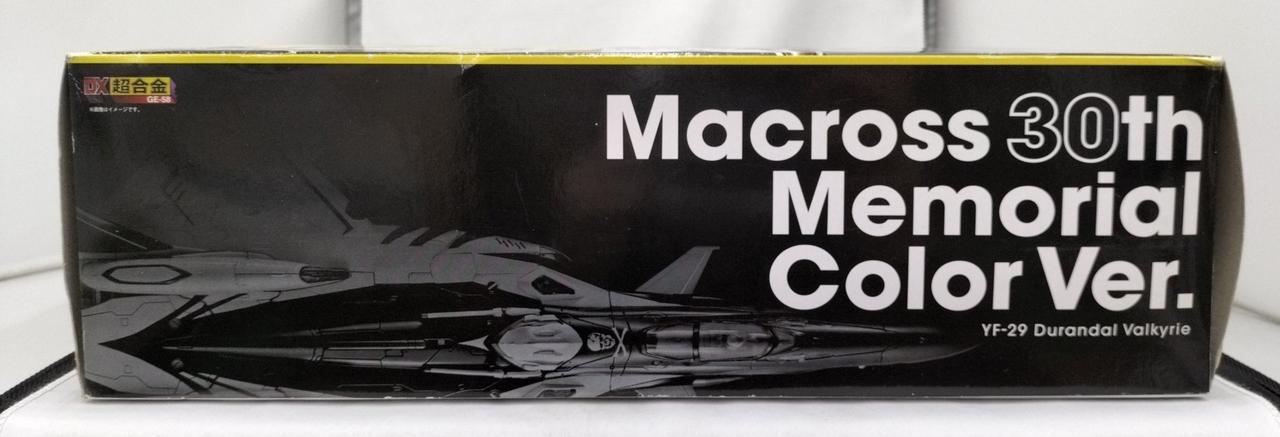 DX超合金
GE-58
※画像はイメージです。
Macross 30th
Memorial
Color Ver.
YF-29 Durandal Valkyrie